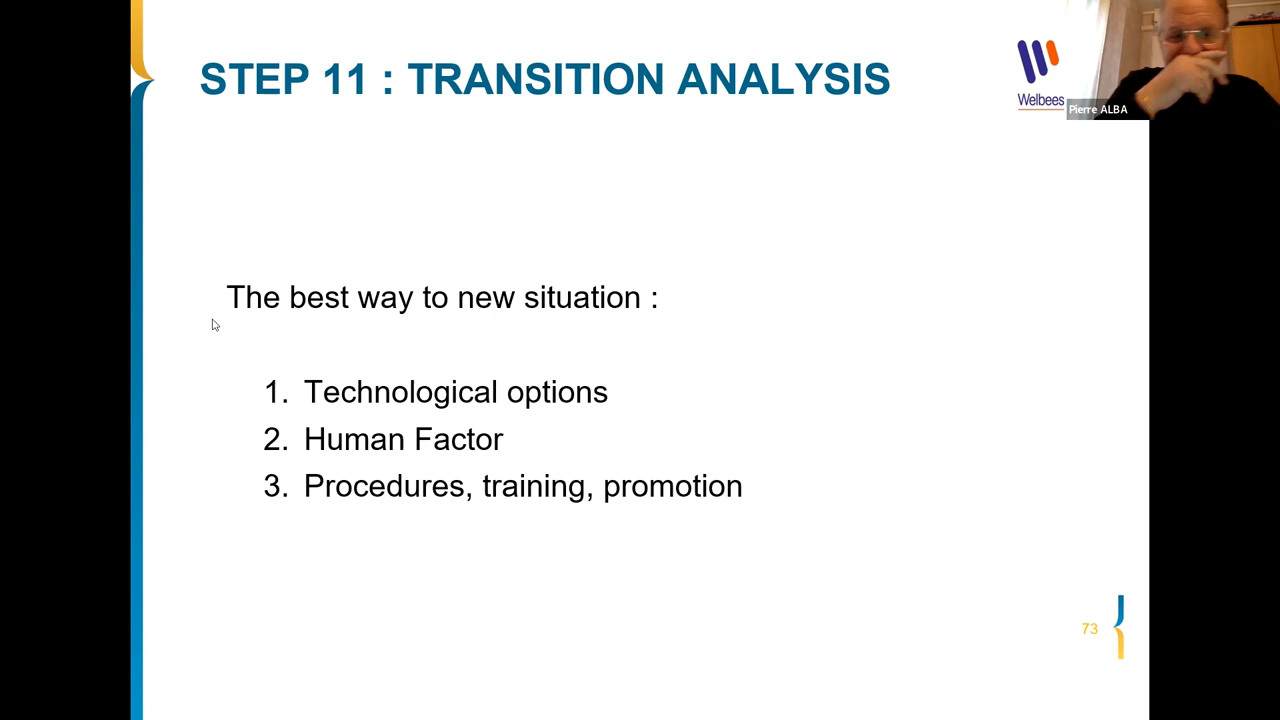 STEP 11 : TRANSITION ANALYSIS
Welbees
Pierre ALBA
The best way to new situation :
1. Technological options
2. Human Factor
3. Procedures, training, promotion
73